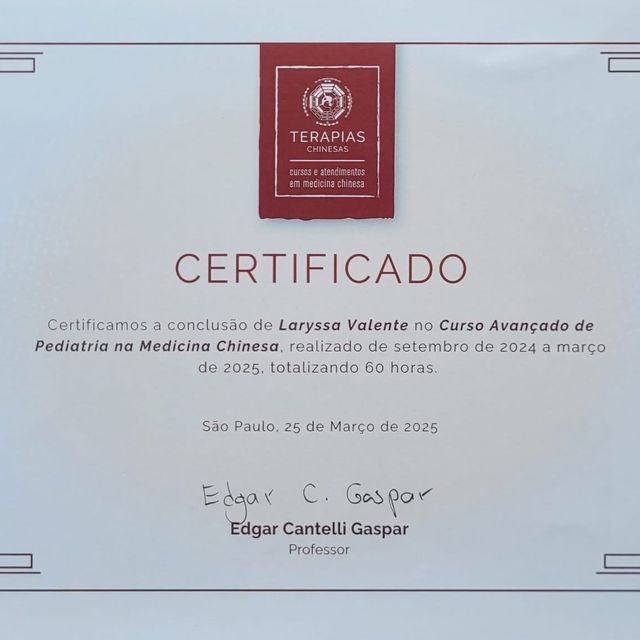 TERAPIAS
CHINESAS
cursos e atendimentos
em medicina chinesa
CERTIFICADO
Certificamos a conclusão de Laryssa Valente no Curso Avançado de
Pediatria na Medicina Chinesa, realizado de setembro de 2024 a março
de 2025, totalizando 60 horas.
São Paulo, 25 de Março de 2025
Edgar C. Gaspar
Edgar Cantelli Gaspar
Professor